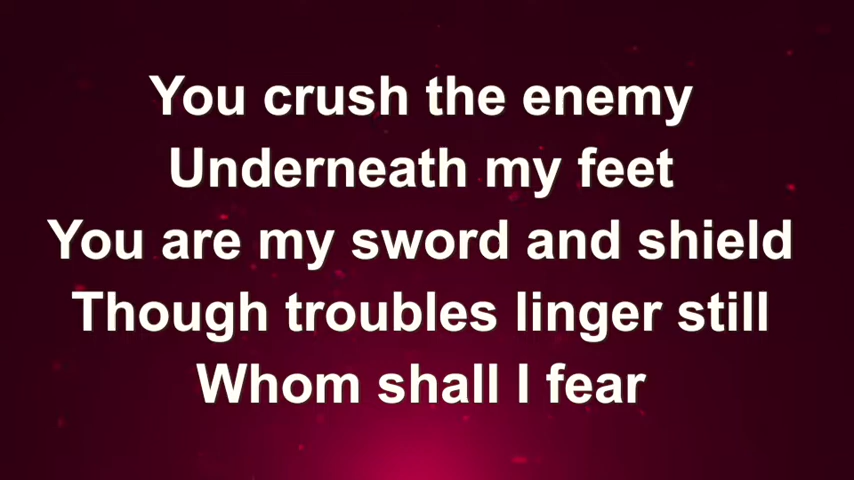 You crush the enemy
Underneath my feet
You are my sword and shield
Though troubles linger still
Whom shall I fear